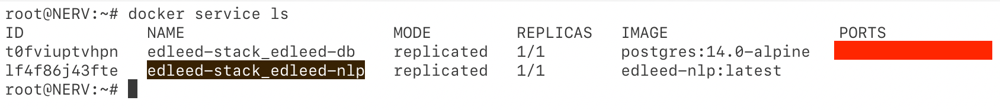 root@NERV:~# docker service ls
ID NAME MODE REPLICAS IMAGE PORTS
t0fviuptvhpn edleed-stack_edleed-db replicated 1/1 postgres:14.0-alpine
lf4f86j43fte edleed-stack_edleed-nlp replicated 1/1 edleed-nlp:latest
root@NERV:~#